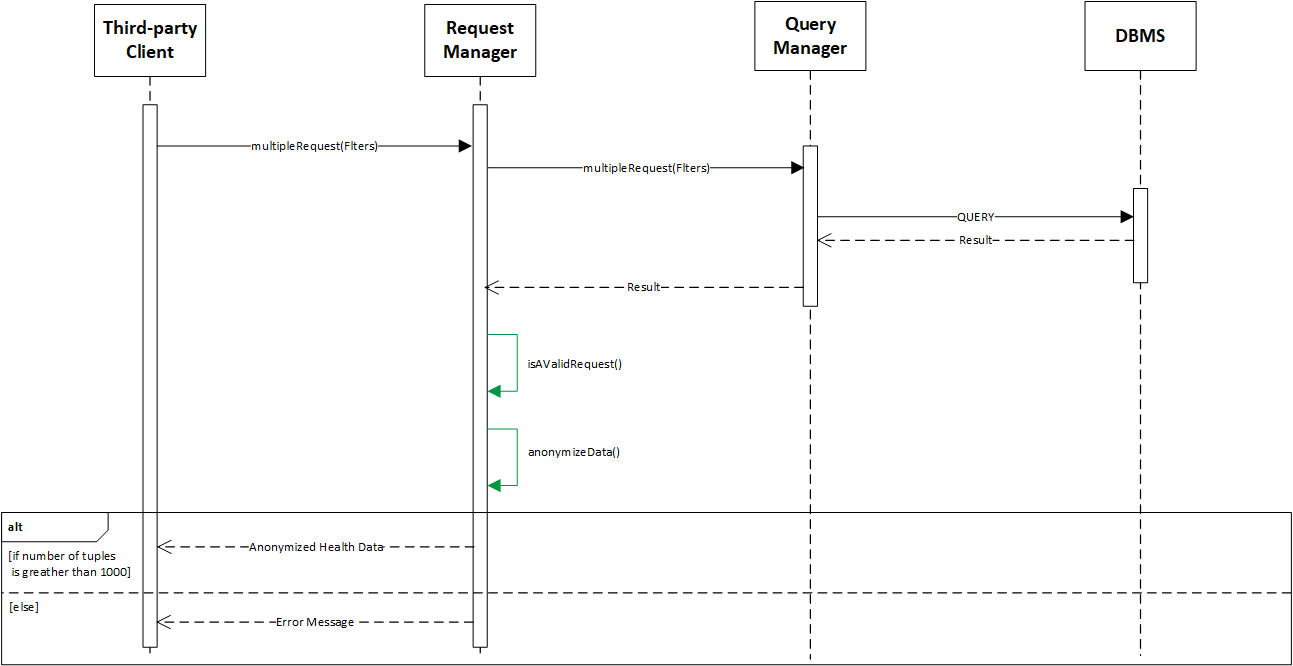 Third-party
Client
Request
Manager
Query
Manager
DBMS
multipleRequest(Flters)
multipleRequest(Flters)
QUERY
Result
Result
isAValidRequest()
anonymizeData()
alt
[if number of tuples
is greather than 1000]
Anonymized Health Data
[else]
Error Message